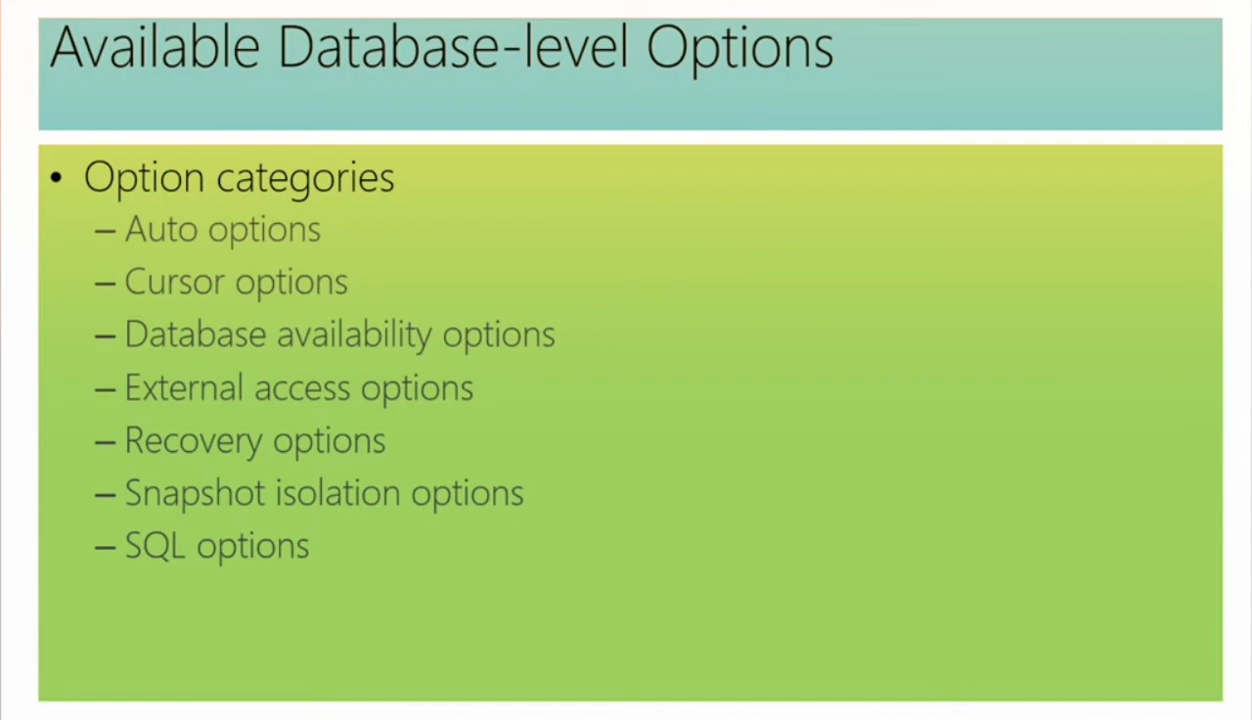 Available Database-level Options
• Option categories
– Auto options
– Cursor options
– Database availability options
– External access options
– Recovery options
– Snapshot isolation options
– SQL options